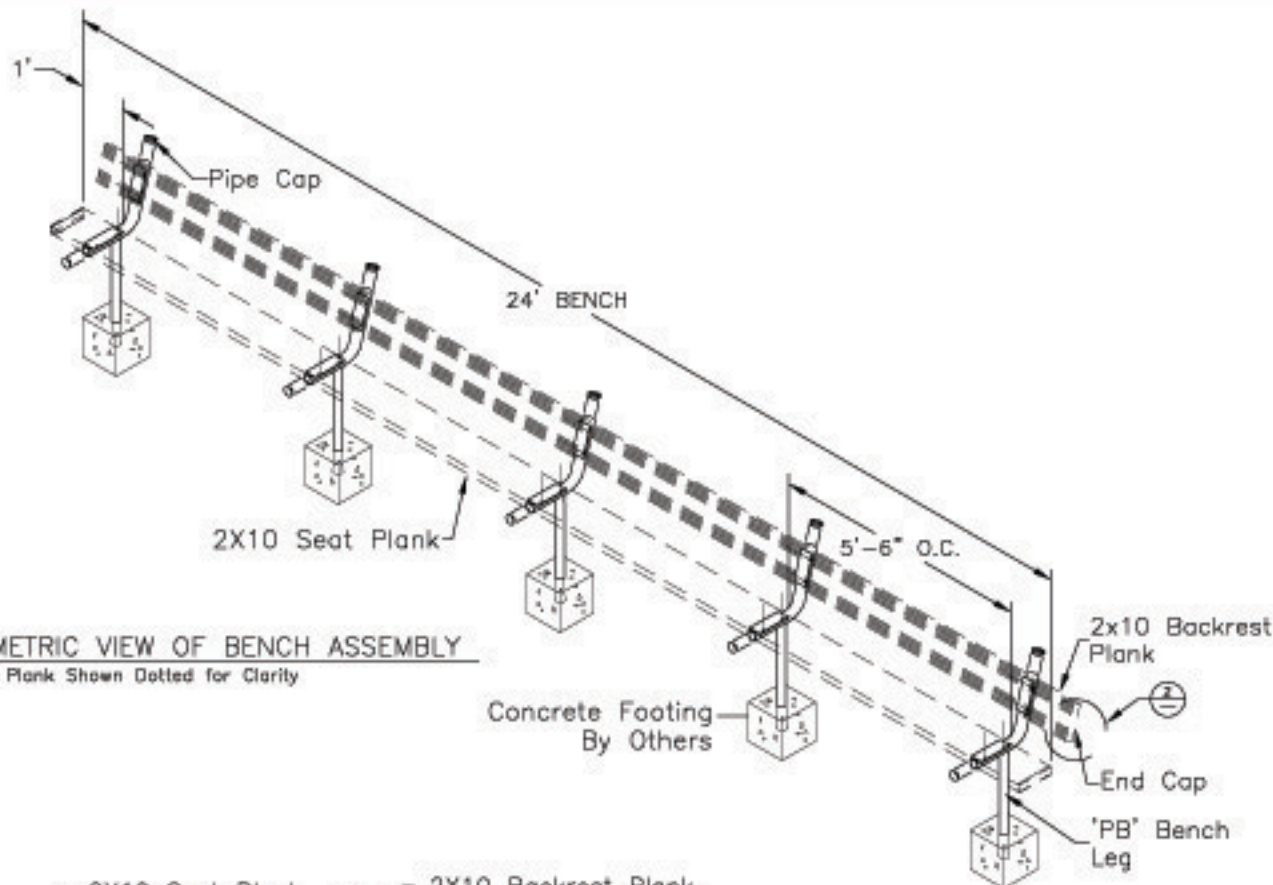 1'
Pipe Cap
24' BENCH
2X10 Seat Plank
5'-6" O.C.
METRIC VIEW OF BENCH ASSEMBLY
Plank Shown Dotted for Clarity
2x10 Backrest
Plank
2
Concrete Footing
By Others
End Cap
'PB' Bench
Leg
2X10 Backrest Plank